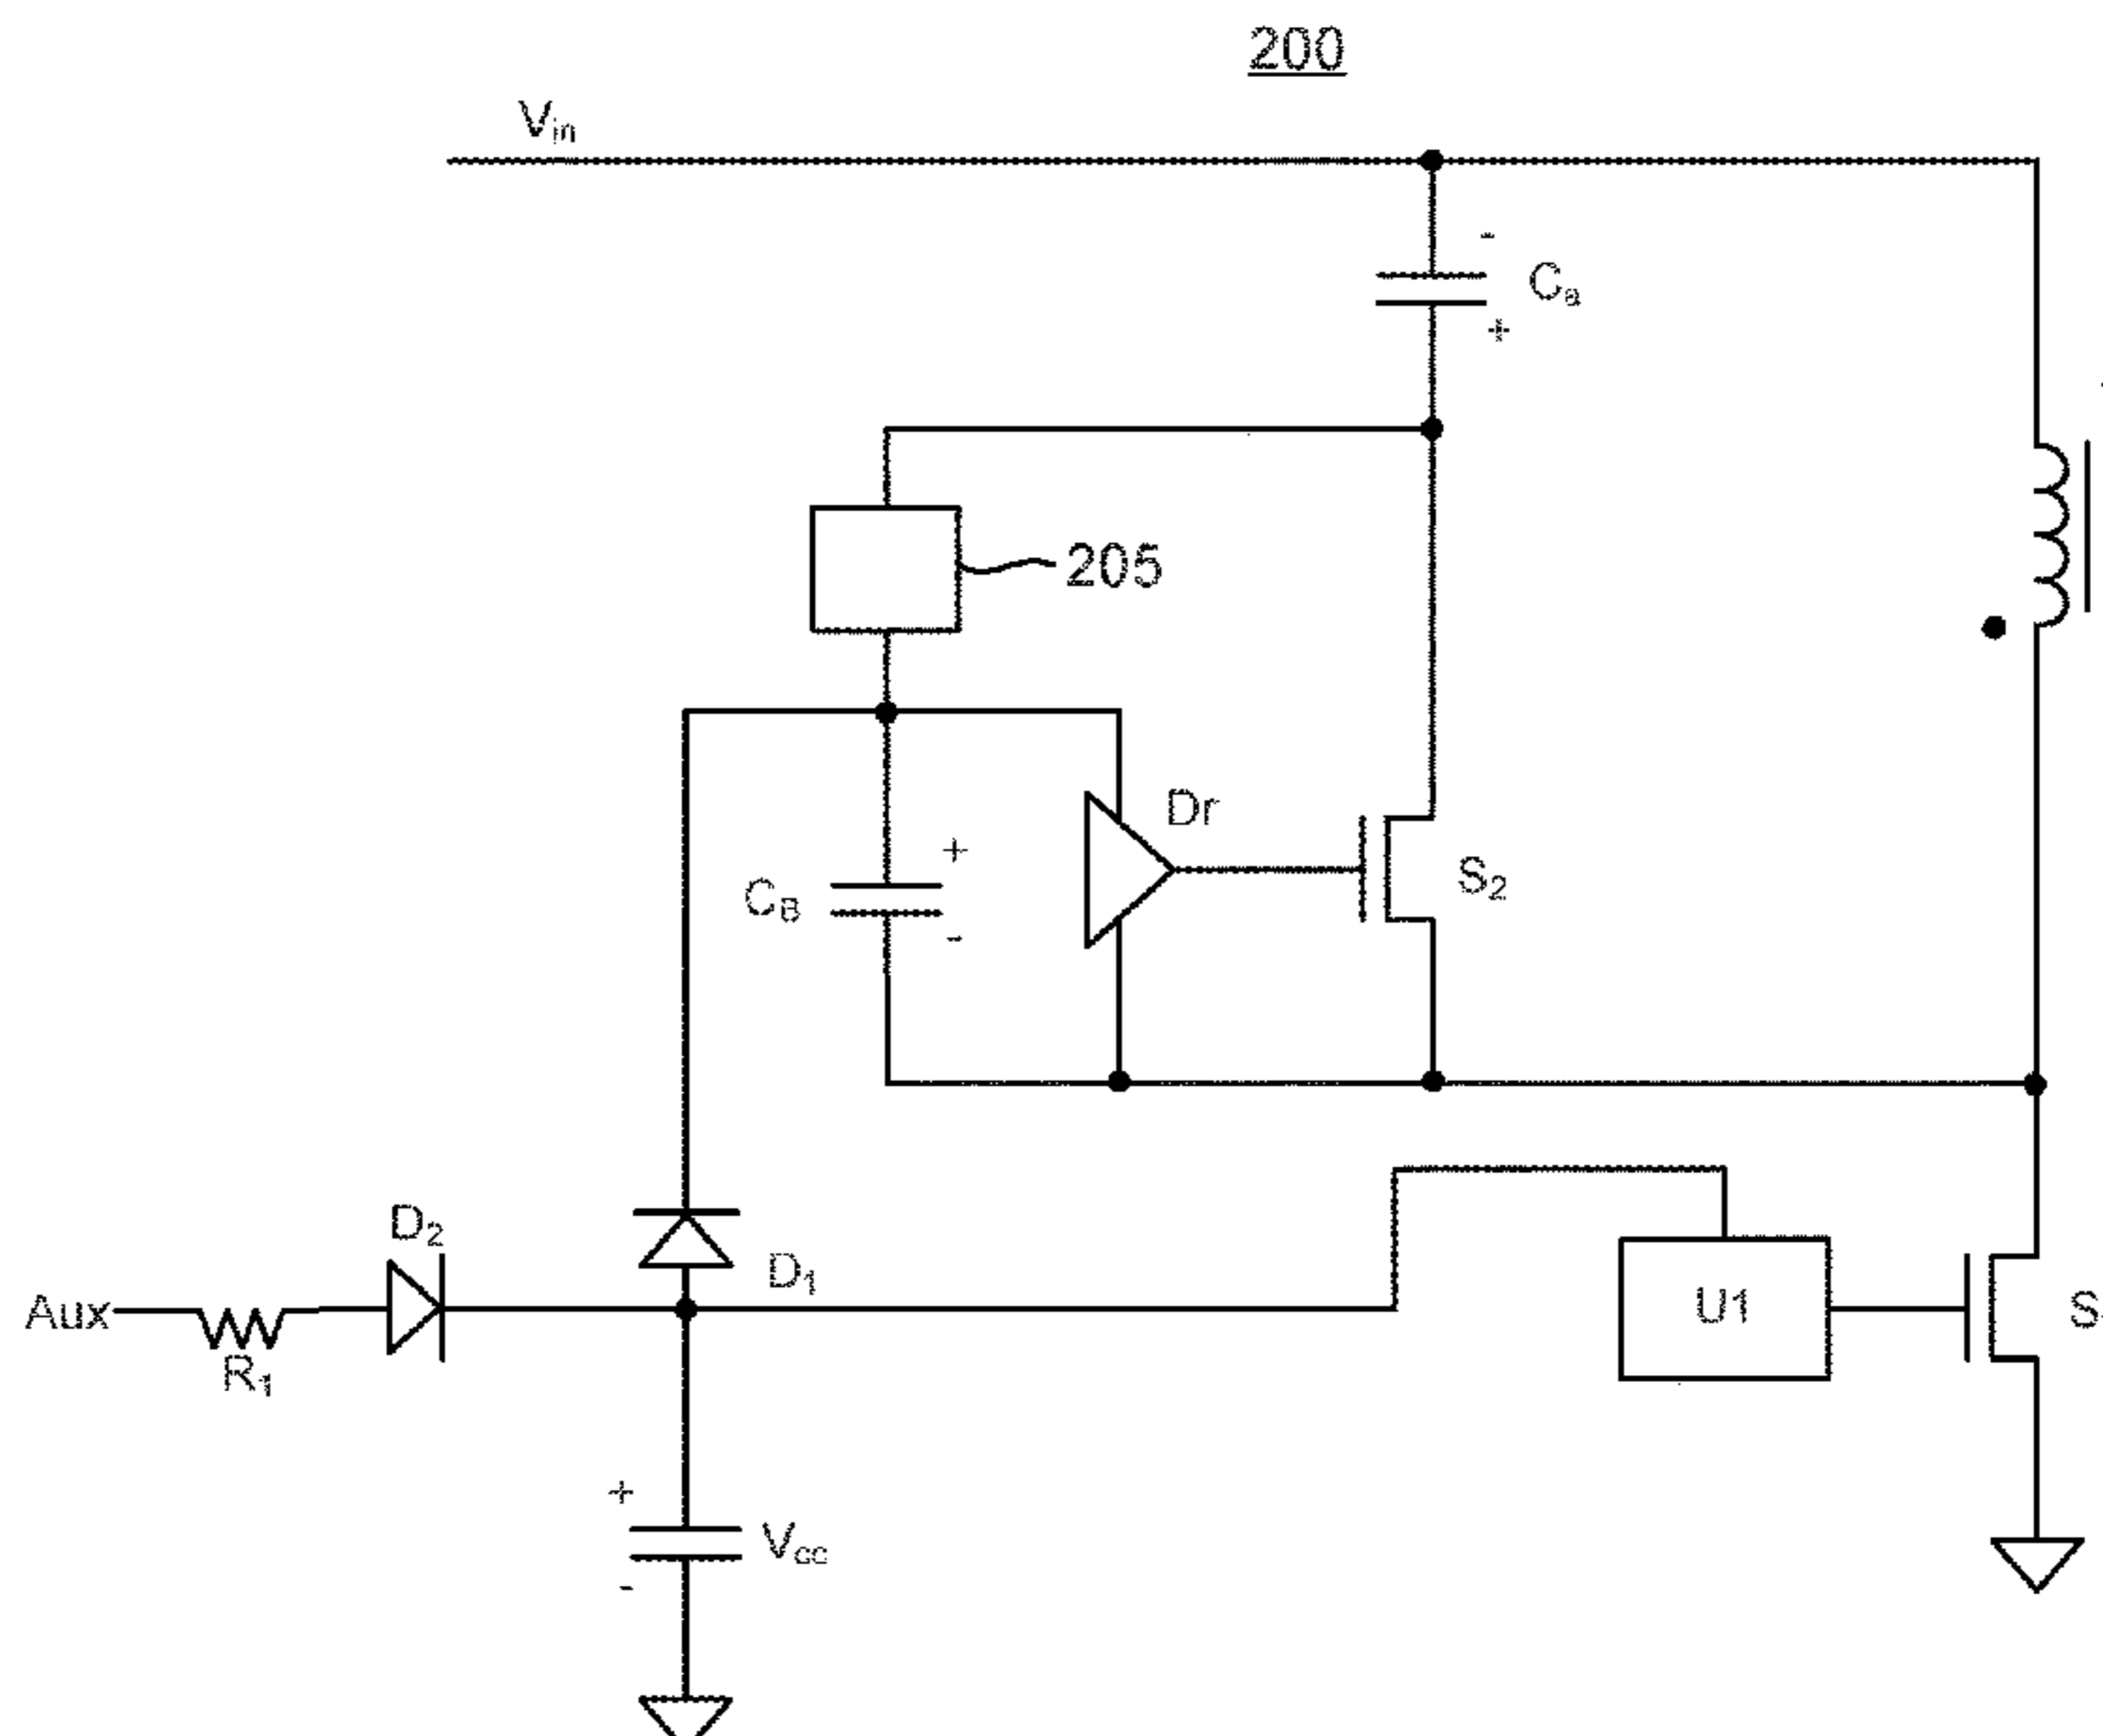 200
Vin
-
Ca
+
205
Dr
+
CB
-
S2
D2
D1
Aux
R1
U1
S
+
Vcc
-